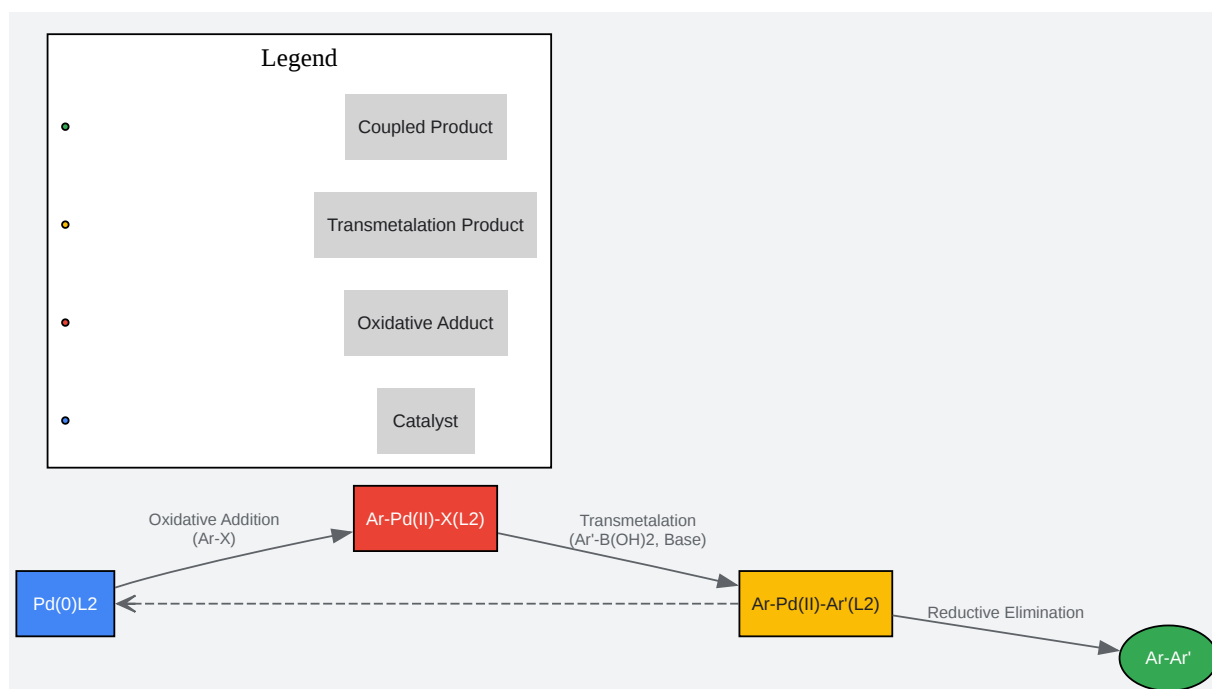 Legend
Coupled Product
Transmetalation Product
Oxidative Adduct
Catalyst
Oxidative Addition
(Ar-X)
Ar-Pd(II)-X(L2)
Transmetalation
(Ar'-B(OH)2, Base)
Pd(0)L2
Ar-Pd(II)-Ar'(L2)
Reductive Elimination
Ar-Ar'